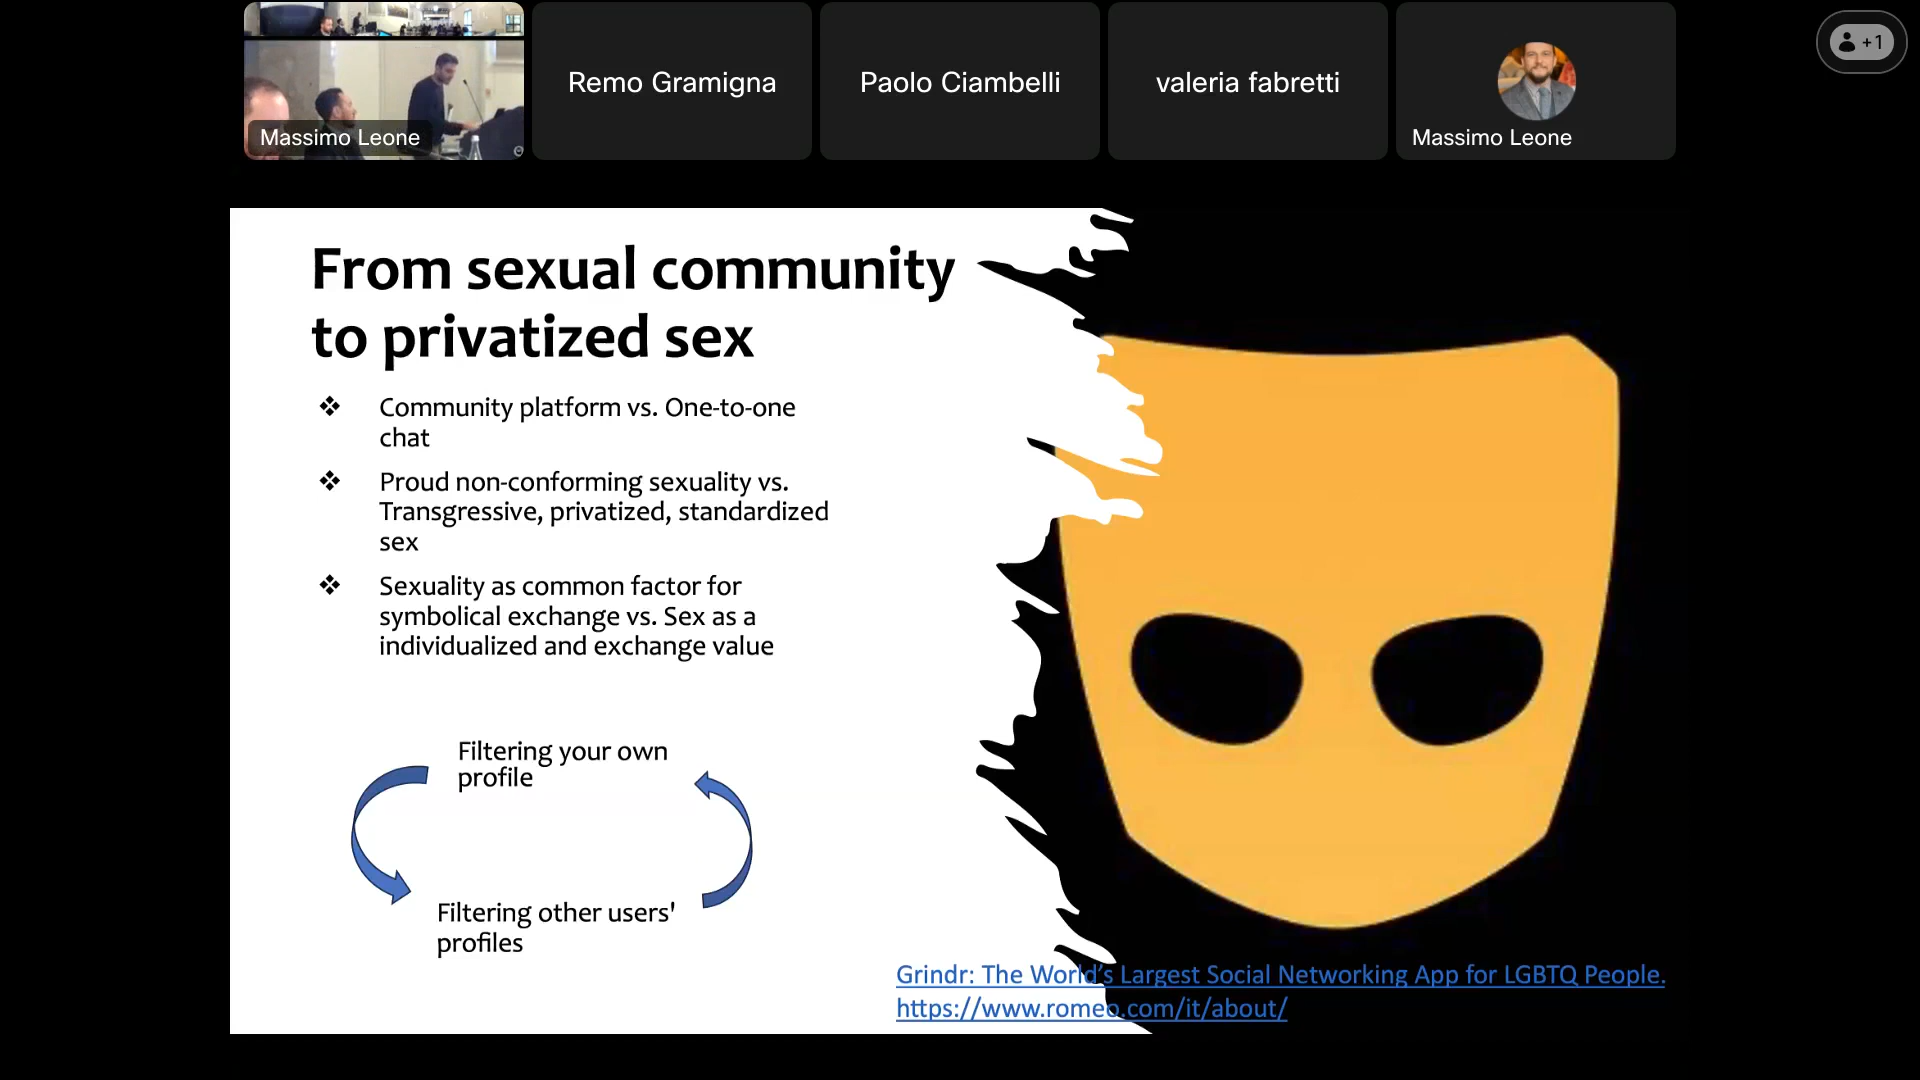 Massimo Leone
Remo Gramigna
Paolo Ciambelli
valeria fabretti
Massimo Leone
+1
From sexual community
to privatized sex
❖ Community platform vs. One-to-one
chat
❖ Proud non-conforming sexuality vs.
Transgressive, privatized, standardized
sex
❖ Sexuality as common factor for
symbolical exchange vs. Sex as a
individualized and exchange value
Filtering your own
profile
Filtering other users'
profiles
Grindr: The World’s Largest Social Networking App for LGBTQ People.
https://www.romeo.com/it/about/